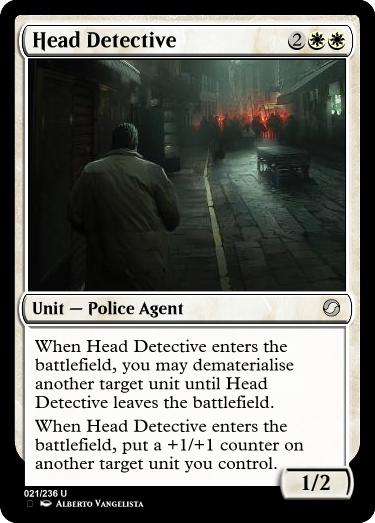 Head Detective 2
Unit — Police Agent
When Head Detective enters the
battlefield, you may dematerialise
another target unit until Head
Detective leaves the battlefield.
When Head Detective enters the
battlefield, put a +1/+1 counter on
another target unit you control.
1/2
021/236 U
Alberto Vangelista